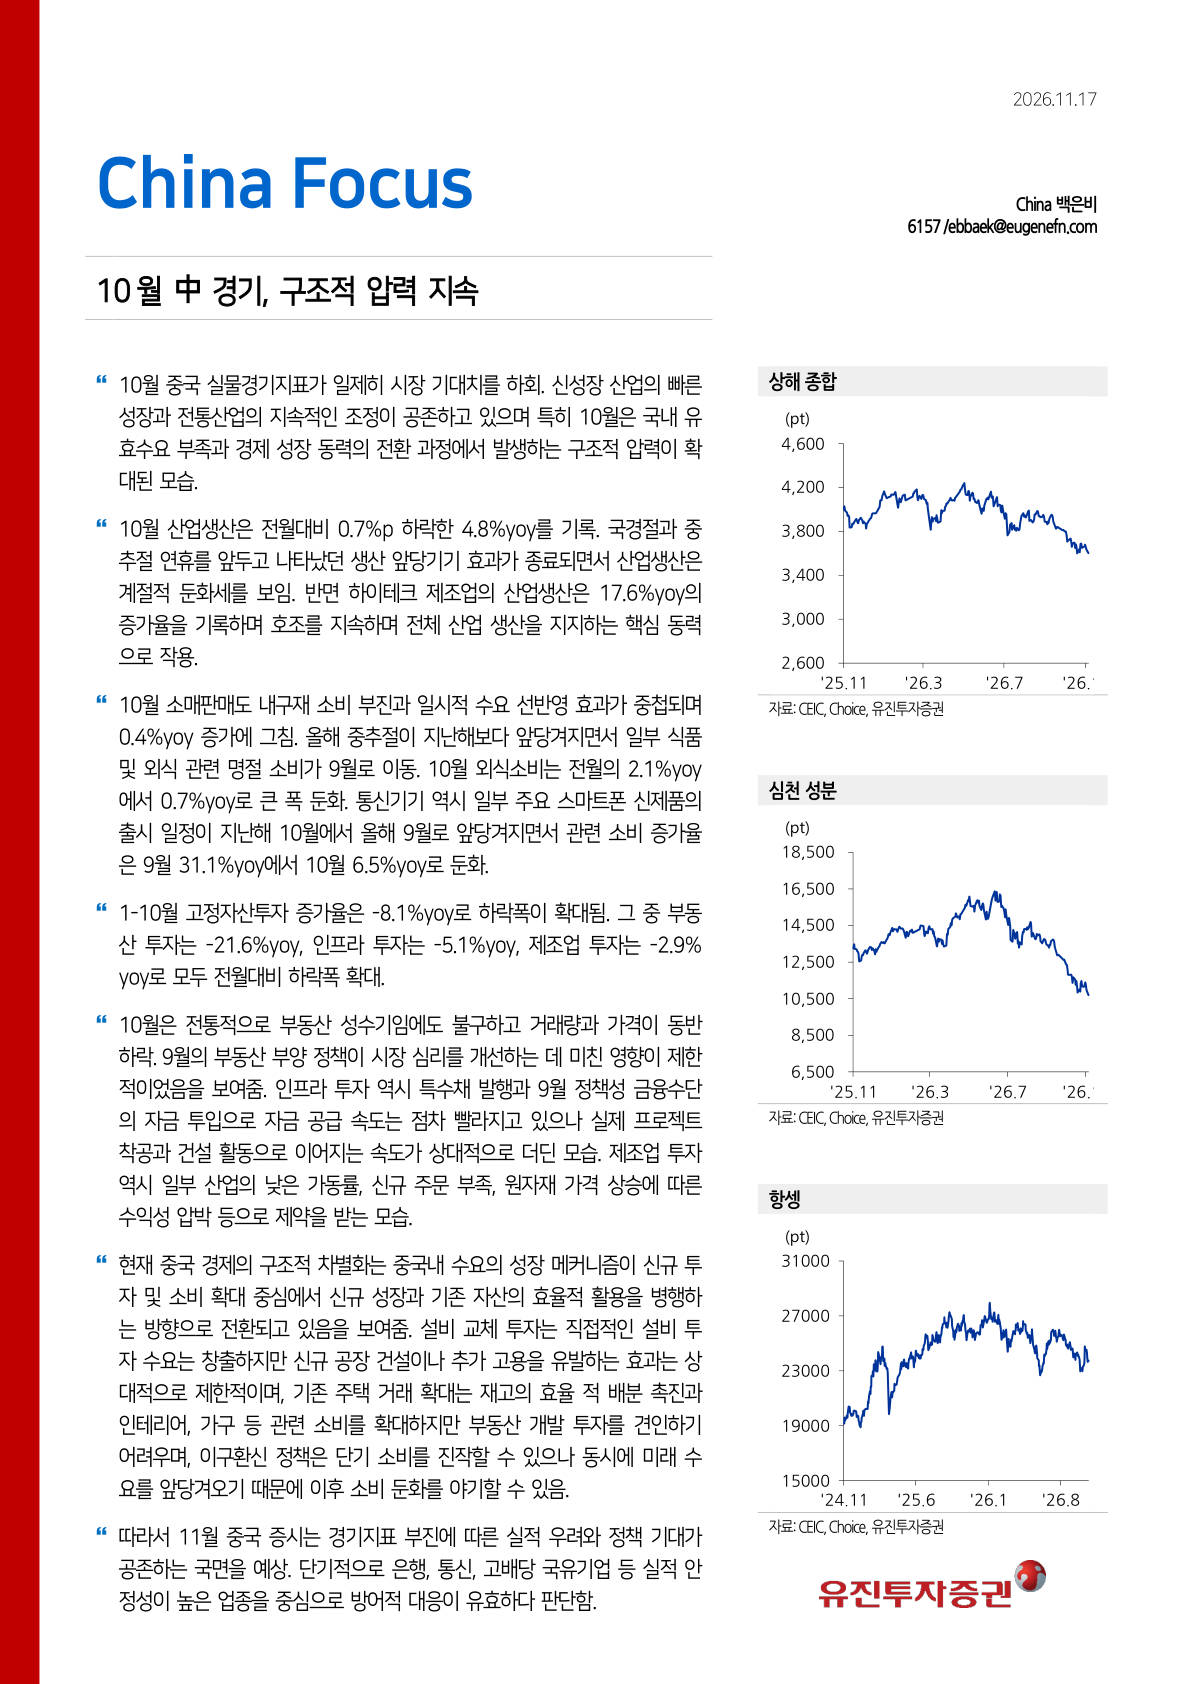 2026.11.17
China Focus
China 백은비
6157 /ebbaek@eugenefn.com
10월 中 경기, 구조적 압력 지속
“ 10월 중국 실물경기지표가 일제히 시장 기대치를 하회. 신성장 산업의 빠른
성장과 전통산업의 지속적인 조정이 공존하고 있으며 특히 10월은 국내 유
효수요 부족과 경제 성장 동력의 전환 과정에서 발생하는 구조적 압력이 확
대된 모습.
“ 10월 산업생산은 전월대비 0.7%p 하락한 4.8%yoy를 기록. 국경절과 중
추절 연휴를 앞두고 나타났던 생산 앞당기기 효과가 종료되면서 산업생산은
계절적 둔화세를 보임. 반면 하이테크 제조업의 산업생산은 17.6%yoy의
증가율을 기록하며 호조를 지속하며 전체 산업 생산을 지지하는 핵심 동력
으로 작용.
“ 10월 소매판매도 내구재 소비 부진과 일시적 수요 선반영 효과가 중첩되며
0.4%yoy 증가에 그침. 올해 중추절이 지난해보다 앞당겨지면서 일부 식품
및 외식 관련 명절 소비가 9월로 이동. 10월 외식소비는 전월의 2.1%yoy
에서 0.7%yoy로 큰 폭 둔화. 통신기기 역시 일부 주요 스마트폰 신제품의
출시 일정이 지난해 10월에서 올해 9월로 앞당겨지면서 관련 소비 증가율
은 9월 31.1%yoy에서 10월 6.5%yoy로 둔화.
“ 1-10월 고정자산투자 증가율은 -8.1%yoy로 하락폭이 확대됨. 그 중 부동
산 투자는 -21.6%yoy, 인프라 투자는 -5.1%yoy, 제조업 투자는 -2.9%
yoy로 모두 전월대비 하락폭 확대.
“ 10월은 전통적으로 부동산 성수기임에도 불구하고 거래량과 가격이 동반
하락. 9월의 부동산 부양 정책이 시장 심리를 개선하는 데 미친 영향이 제한
적이었음을 보여줌. 인프라 투자 역시 특수채 발행과 9월 정책성 금융수단
의 자금 투입으로 자금 공급 속도는 점차 빨라지고 있으나 실제 프로젝트
착공과 건설 활동으로 이어지는 속도가 상대적으로 더딘 모습. 제조업 투자
역시 일부 산업의 낮은 가동률, 신규 주문 부족, 원자재 가격 상승에 따른
수익성 압박 등으로 제약을 받는 모습.
“ 현재 중국 경제의 구조적 차별화는 중국내 수요의 성장 메커니즘이 신규 투
자 및 소비 확대 중심에서 신규 성장과 기존 자산의 효율적 활용을 병행하
는 방향으로 전환되고 있음을 보여줌. 설비 교체 투자는 직접적인 설비 투
자 수요는 창출하지만 신규 공장 건설이나 추가 고용을 유발하는 효과는 상
대적으로 제한적이며, 기존 주택 거래 확대는 재고의 효율 적 배분 촉진과
인테리어, 가구 등 관련 소비를 확대하지만 부동산 개발 투자를 견인하기
어려우며, 이구환신 정책은 단기 소비를 진작할 수 있으나 동시에 미래 수
요를 앞당겨오기 때문에 이후 소비 둔화를 야기할 수 있음.
“ 따라서 11월 중국 증시는 경기지표 부진에 따른 실적 우려와 정책 기대가
공존하는 국면을 예상. 단기적으로 은행, 통신, 고배당 국유기업 등 실적 안
정성이 높은 업종을 중심으로 방어적 대응이 유효하다 판단함.
상해 종합
(pt)
4,600
4,200
3,800
3,400
3,000
2,600
'25.11 '26.3 '26.7 '26.
자료: CEIC, Choice, 유진투자증권
심천 성분
(pt)
18,500
16,500
14,500
12,500
10,500
8,500
6,500
'25.11 '26.3 '26.7 '26.
자료: CEIC, Choice, 유진투자증권
항셍
(pt)
31000
27000
23000
19000
15000
'24.11 '25.6 '26.1 '26.8
자료: CEIC, Choice, 유진투자증권
유진투자증권